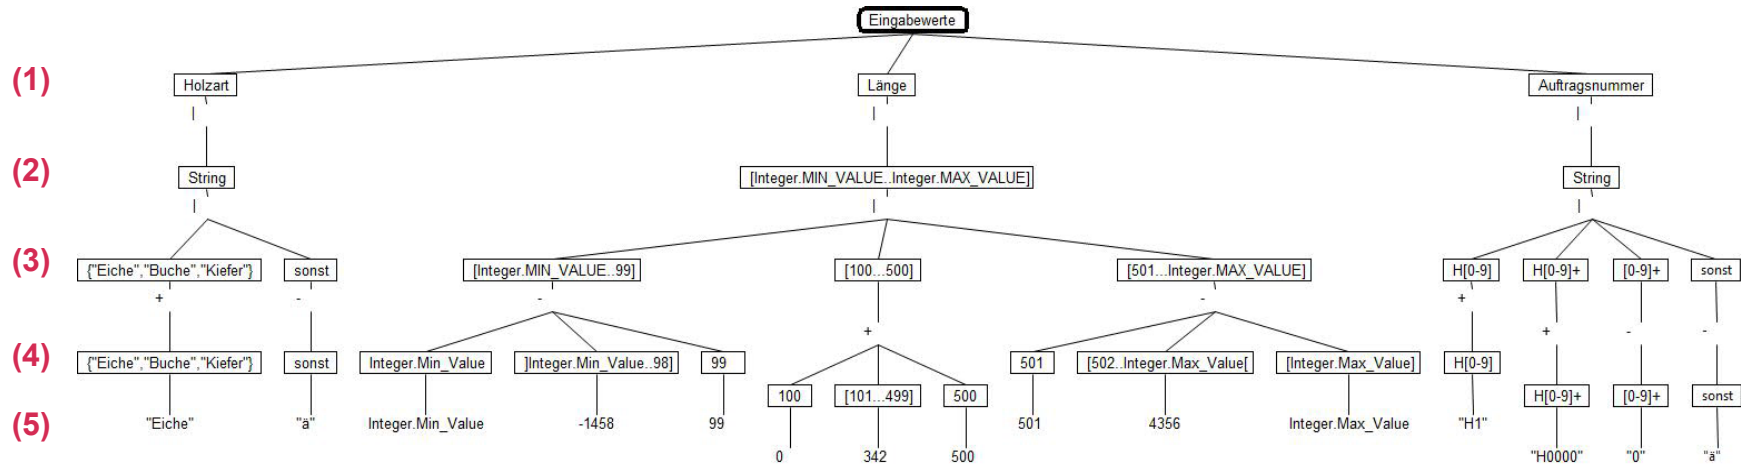 Eingabewerte
(1) Holzart Länge Auftragsnummer
| | |
(2) String [Integer.MIN_VALUE..Integer.MAX_VALUE] String
| | |
(3) {"Eiche","Buche","Kiefer"} sonst [Integer.MIN_VALUE..99] [100...500] [501...Integer.MAX_VALUE] H[0-9] H[0-9]+ [0-9]+ sonst
+ - - - +
+ + - -
(4) {"Eiche","Buche","Kiefer"} sonst Integer.Min_Value ]Integer.Min_Value..98] 99 501 [502..Integer.Max_Value[ [Integer.Max_Value] H[0-9]
100 [101...499] 500 H[0-9]+ [0-9]+ sonst
(5) "Eiche" "ä" Integer.Min_Value -1458 99 501 4356 Integer.Max_Value "H1"
0 342 500 "H0000" "0" "ä"